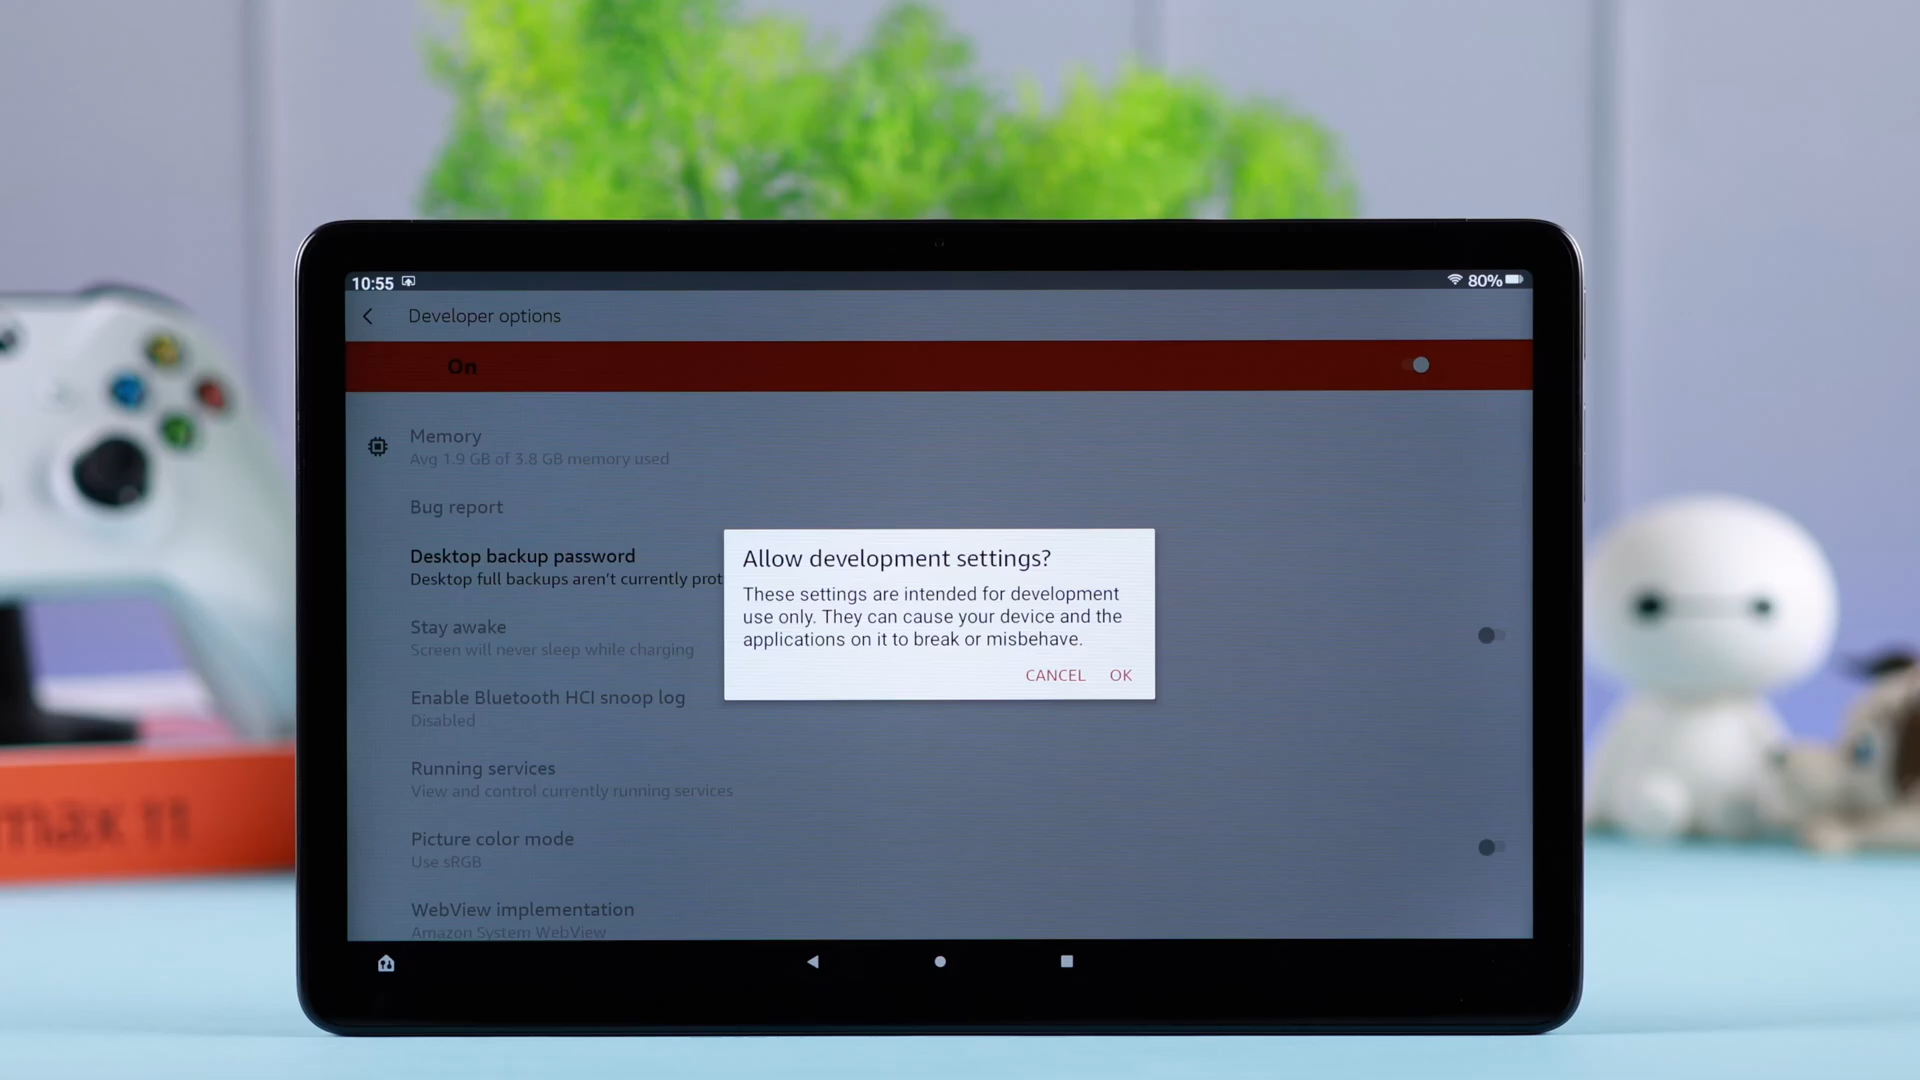 10:55
80%
Developer options
On
Memory
Avg 1.9 GB of 3.8 GB memory used
Bug report
Desktop backup password
Desktop full backups aren't currently prot
Stay awake
Screen will never sleep while charging
Enable Bluetooth HCI snoop log
Disabled
Running services
View and control currently running services
Picture color mode
Use sRGB
WebView implementation
Amazon System WebView
Allow development settings?
These settings are intended for development
use only. They can cause your device and the
applications on it to break or misbehave.
CANCEL OK
max 11